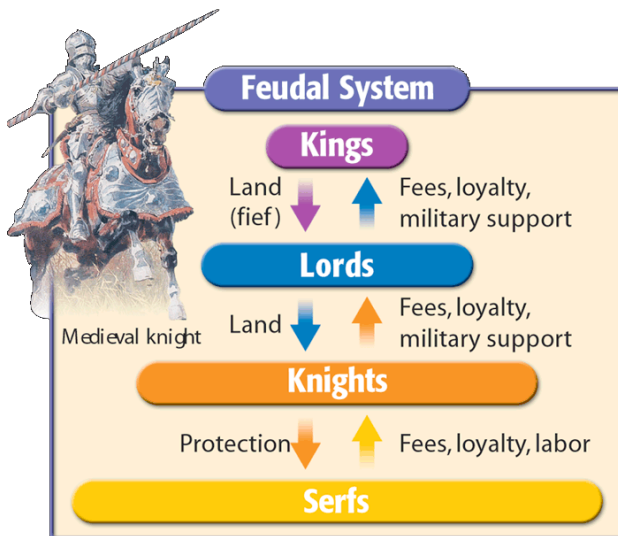 Feudal System
Kings
Land
(fief)
Fees, loyalty,
military support
Lords
Land
Fees, loyalty,
military support
Medieval knight
Knights
Protection
Fees, loyalty, labor
Serfs